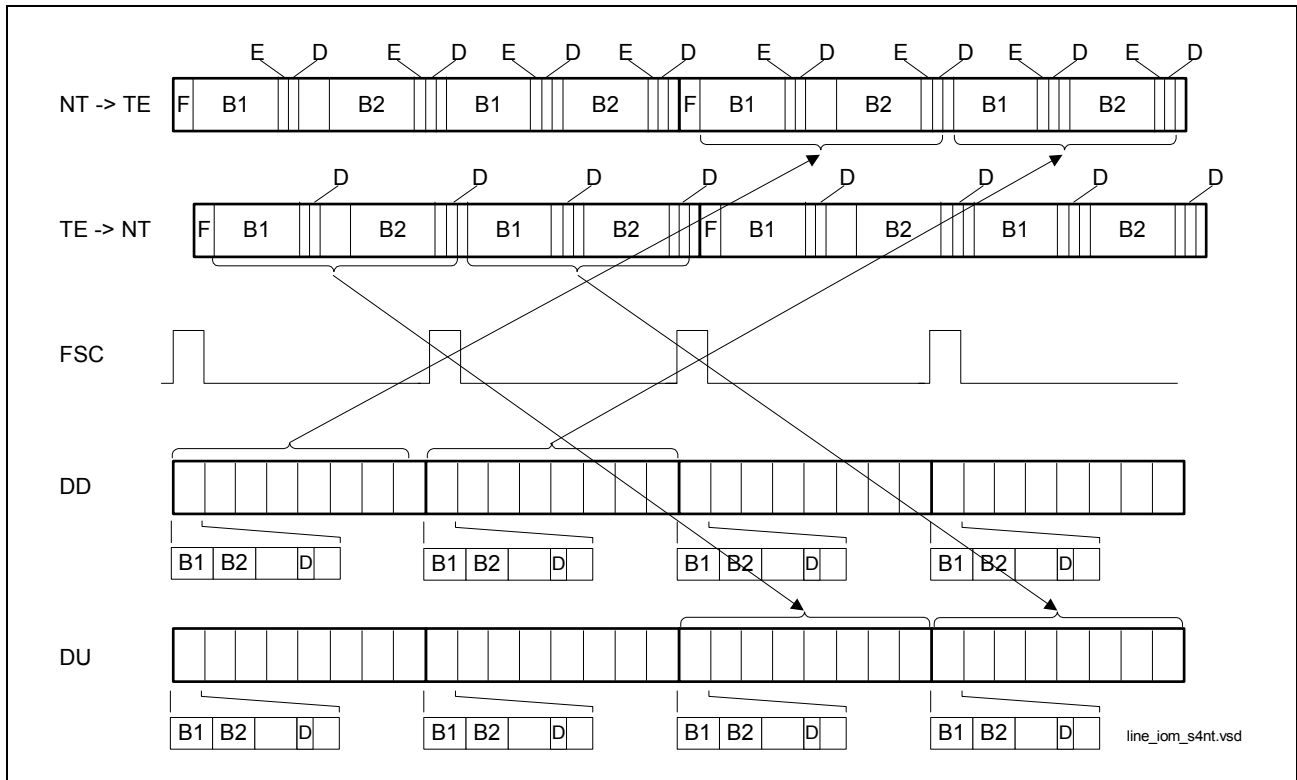 E D E D E D E D E D E D E D E D
NT -> TE F B1 B2 B1 B2 F B1 B2 B1 B2
D D D D D D D D
TE -> NT F B1 B2 B1 B2 F B1 B2 B1 B2
FSC
DD
B1 B2 D B1 B2 D B1 B2 D B1 B2 D
DU
B1 B2 D B1 B2 D B1 B2 D B1 B2 D
line_iom_s4nt.vsd